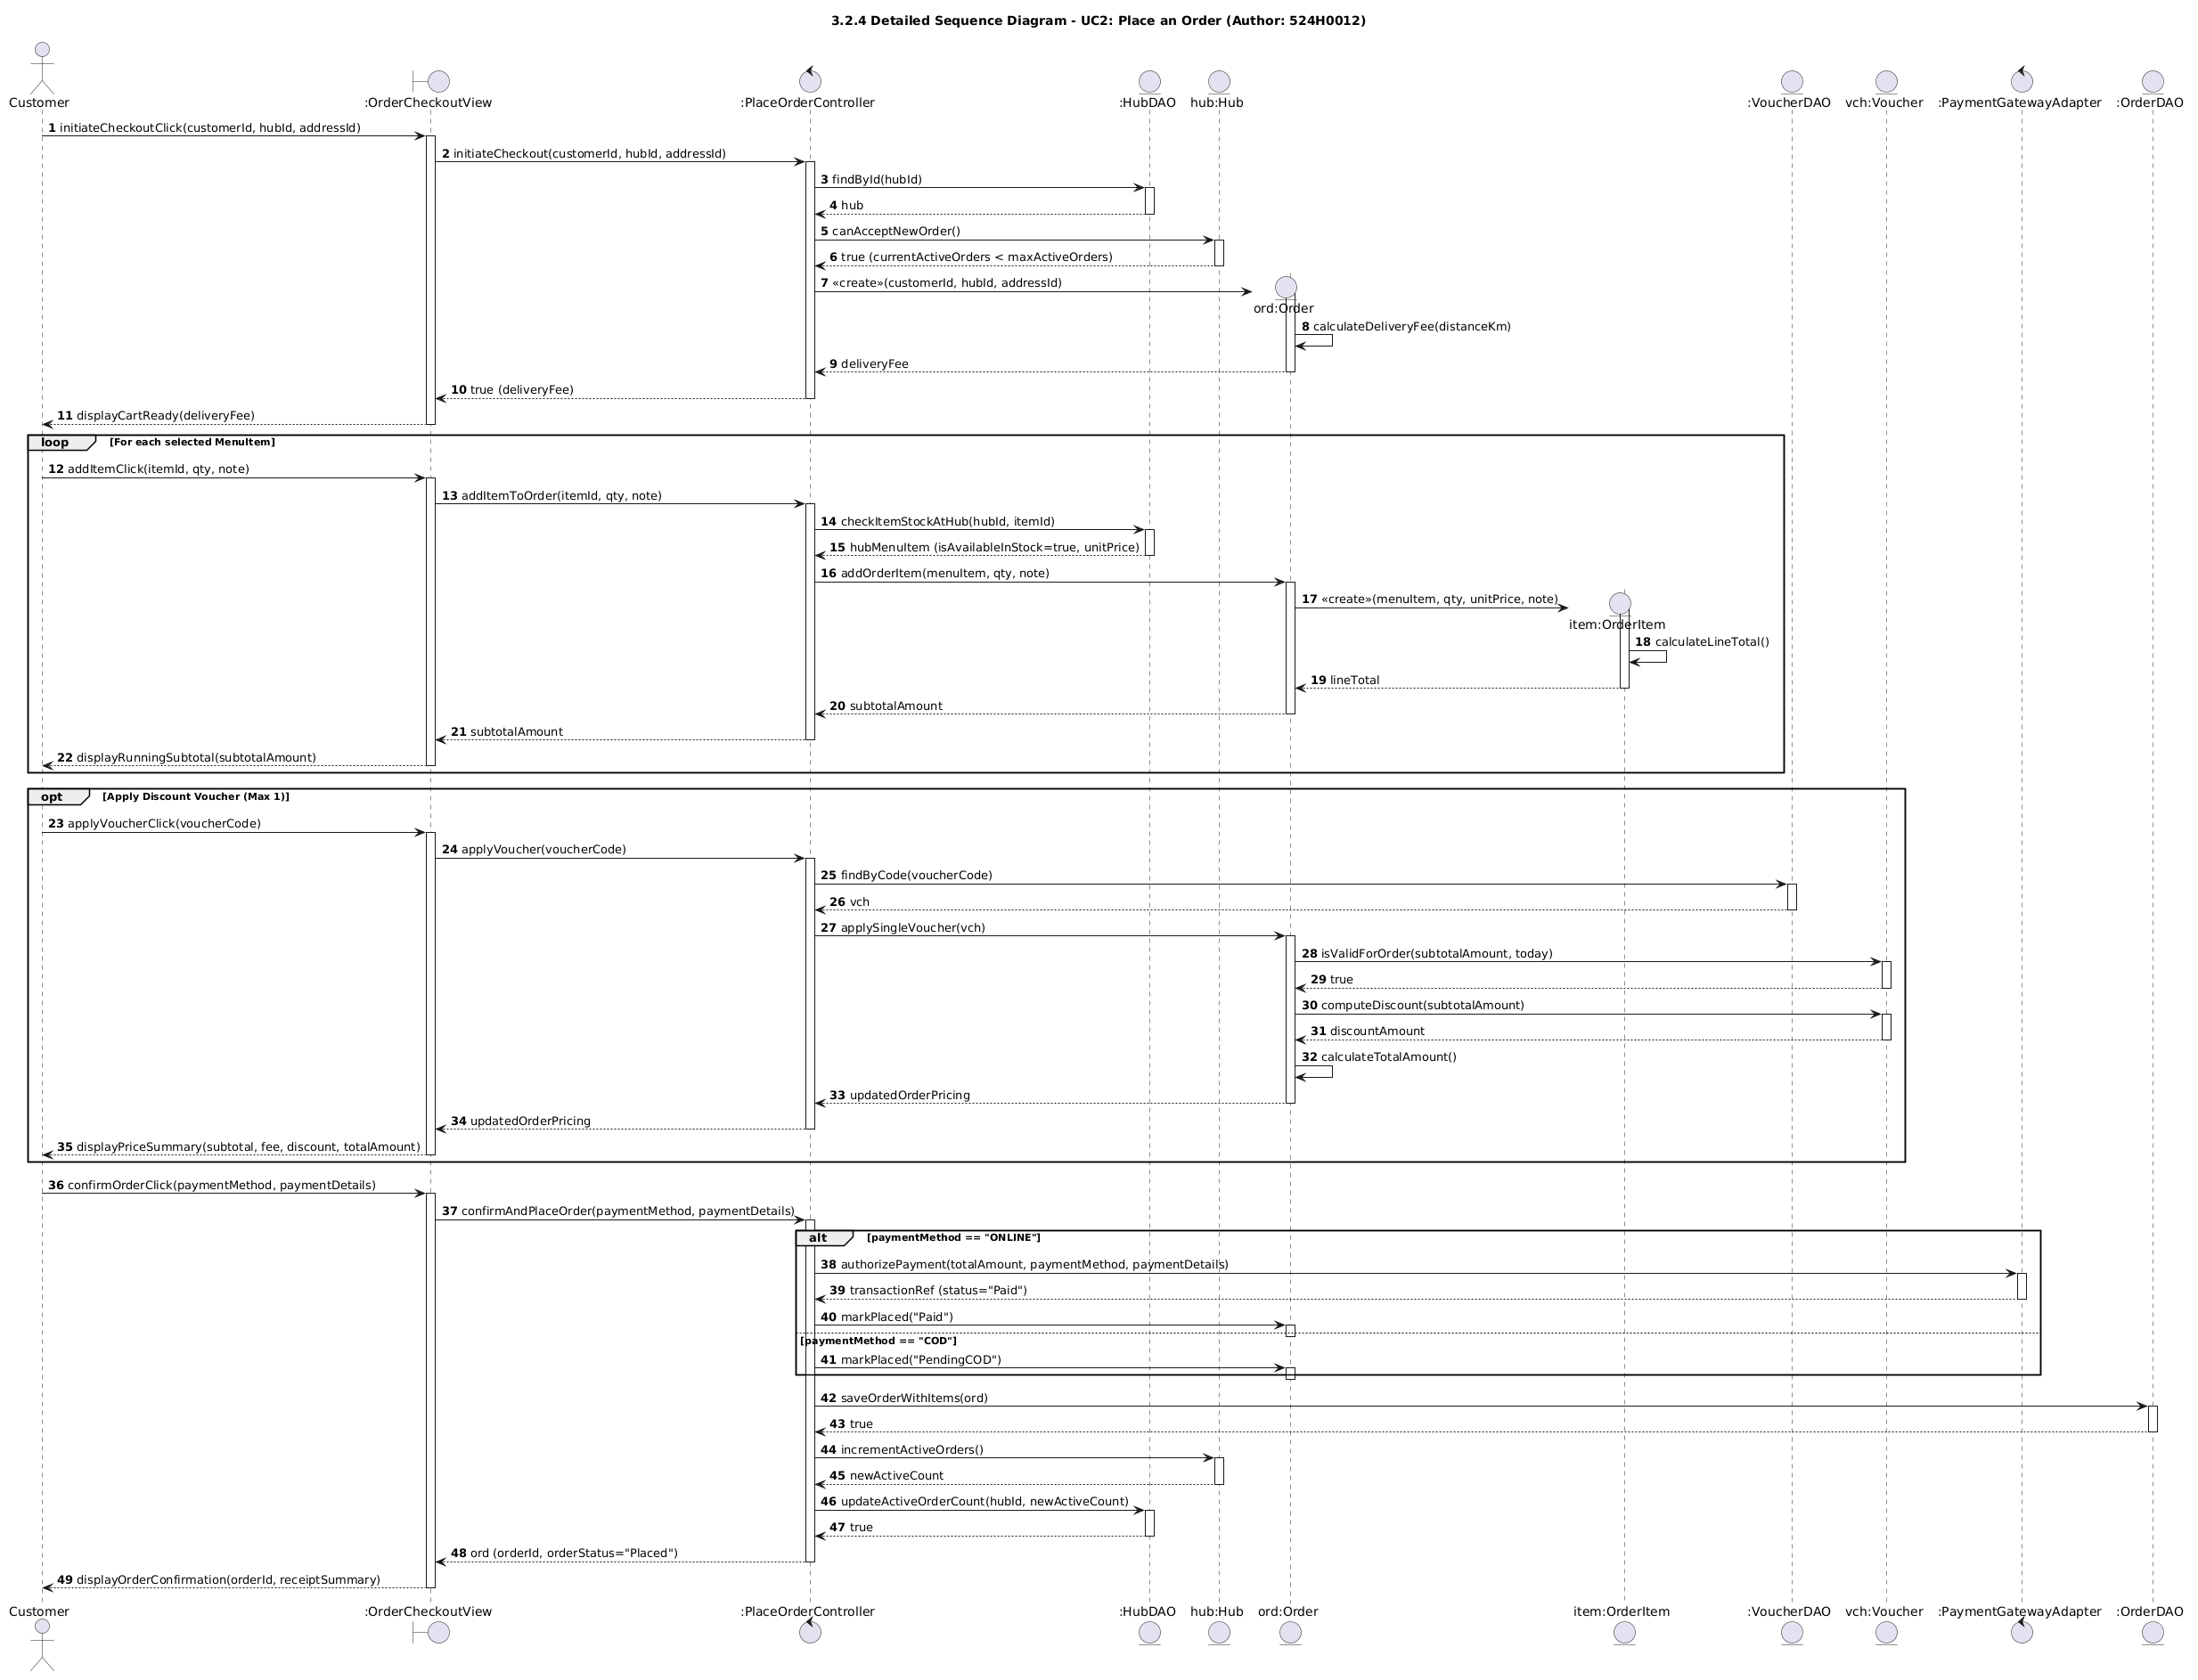 3.2.4 Detailed Sequence Diagram - UC2: Place an Order (Author: 524H0012)
Customer
:OrderCheckoutView
:PlaceOrderController
:HubDAO
hub:Hub
:VoucherDAO
vch:Voucher
:PaymentGatewayAdapter
:OrderDAO
1 initiateCheckoutClick(customerId, hubId, addressId)
2 initiateCheckout(customerId, hubId, addressId)
3 findById(hubId)
4 hub
5 canAcceptNewOrder()
6 true (currentActiveOrders < maxActiveOrders)
7 «create»(customerId, hubId, addressId)
ord:Order
8 calculateDeliveryFee(distanceKm)
9 deliveryFee
10 true (deliveryFee)
11 displayCartReady(deliveryFee)
loop [For each selected MenuItem]
12 addItemClick(itemId, qty, note)
13 addItemToOrder(itemId, qty, note)
14 checkItemStockAtHub(hubId, itemId)
15 hubMenuItem (isAvailableInStock=true, unitPrice)
16 addOrderItem(menuItem, qty, note)
17 «create»(menuItem, qty, unitPrice, note)
item:OrderItem
18 calculateLineTotal()
19 lineTotal
20 subtotalAmount
21 subtotalAmount
22 displayRunningSubtotal(subtotalAmount)
opt [Apply Discount Voucher (Max 1)]
23 applyVoucherClick(voucherCode)
24 applyVoucher(voucherCode)
25 findByCode(voucherCode)
26 vch
27 applySingleVoucher(vch)
28 isValidForOrder(subtotalAmount, today)
29 true
30 computeDiscount(subtotalAmount)
31 discountAmount
32 calculateTotalAmount()
33 updatedOrderPricing
34 updatedOrderPricing
35 displayPriceSummary(subtotal, fee, discount, totalAmount)
36 confirmOrderClick(paymentMethod, paymentDetails)
37 confirmAndPlaceOrder(paymentMethod, paymentDetails)
alt [paymentMethod == "ONLINE"]
38 authorizePayment(totalAmount, paymentMethod, paymentDetails)
39 transactionRef (status="Paid")
40 markPlaced("Paid")
[paymentMethod == "COD"]
41 markPlaced("PendingCOD")
42 saveOrderWithItems(ord)
43 true
44 incrementActiveOrders()
45 newActiveCount
46 updateActiveOrderCount(hubId, newActiveCount)
47 true
48 ord (orderId, orderStatus="Placed")
49 displayOrderConfirmation(orderId, receiptSummary)
Customer
:OrderCheckoutView
:PlaceOrderController
:HubDAO
hub:Hub
ord:Order
item:OrderItem
:VoucherDAO
vch:Voucher
:PaymentGatewayAdapter
:OrderDAO